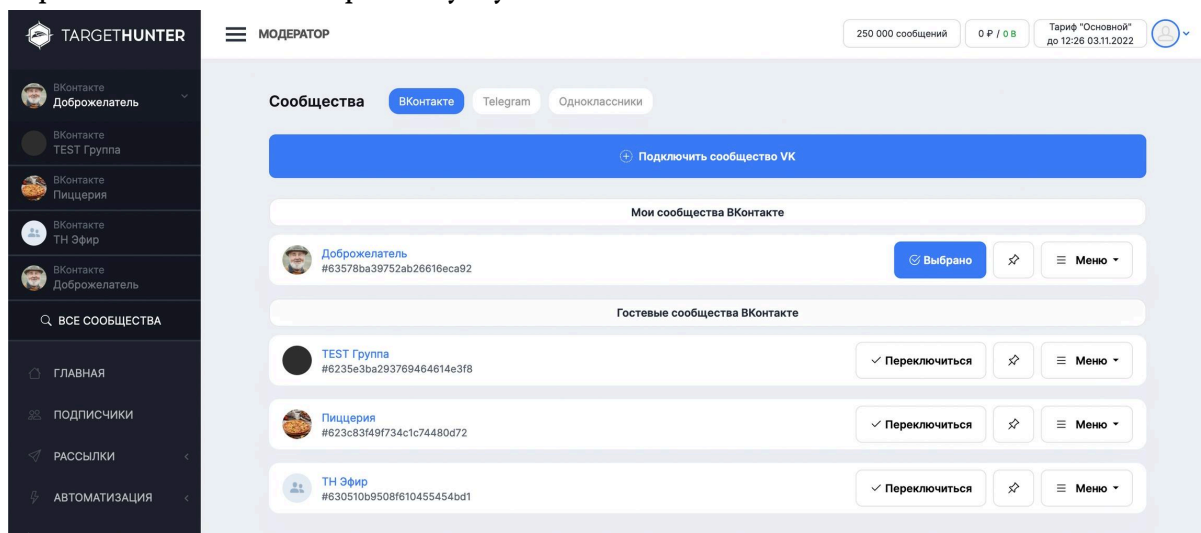 TARGETHUNTER
МОДЕРАТОР
250 000 сообщений
0 ₽ / 0 В
Тариф "Основной"
до 12:26 03.11.2022
ВКонтакте
Доброжелатель
ВКонтакте
TEST Группа
ВКонтакте
Пиццерия
ВКонтакте
TH Эфир
ВКонтакте
Доброжелатель
ВСЕ СООБЩЕСТВА
ГЛАВНАЯ
ПОДПИСЧИКИ
РАССЫЛКИ
АВТОМАТИЗАЦИЯ
Сообщества
ВКонтакте
Telegram
Одноклассники
Подключить сообщество VK
Мои сообщества ВКонтакте
Доброжелатель
#63578ba39752ab26616eca92
Выбрано
Меню
Гостевые сообщества ВКонтакте
TEST Группа
#6235e3ba293769464614e3f8
Переключиться
Меню
Пиццерия
#623c83f49f734c1c74480d72
Переключиться
Меню
TH Эфир
#630510b9508f610455454bd1
Переключиться
Меню